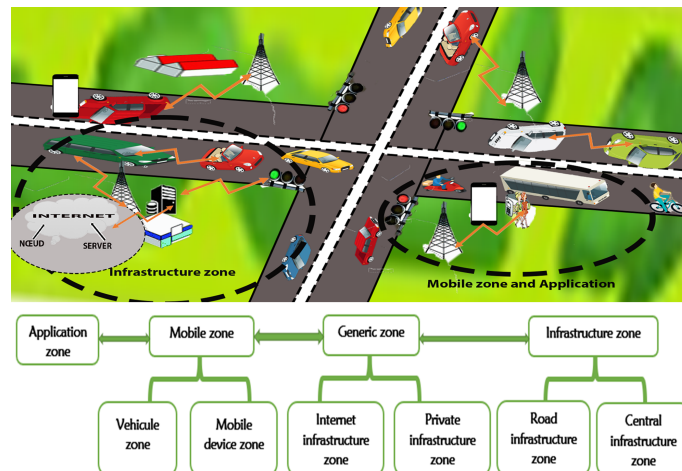 INTERNET
NŒUD
SERVER
Infrastructure zone
Mobile zone and Application
Application
zone
Mobile zone
Generic zone
Infrastructure zone
Vehicule
zone
Mobile
device zone
Internet
infrastructure
zone
Private
infrastructure
zone
Road
infrastructure
zone
Central
infrastructure
zone